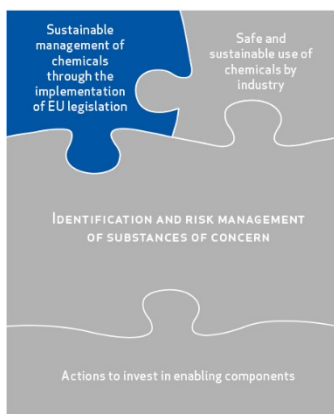 Sustainable
management of
chemicals
through the
implementation
of EU legislation
Safe and
sustainable use of
chemicals by
industry
IDENTIFICATION AND RISK MANAGEMENT
OF SUBSTANCES OF CONCERN
Actions to invest in enabling components